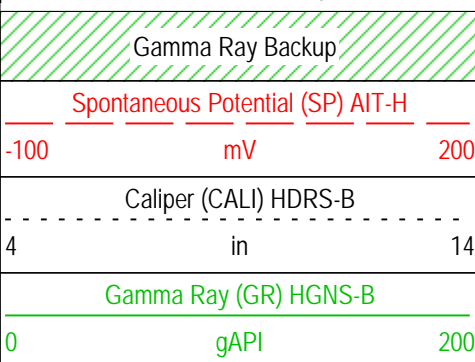 Gamma Ray Backup
Spontaneous Potential (SP) AIT-H
-100 mV 200
Caliper (CALI) HDRS-B
4 in 14
Gamma Ray (GR) HGNS-B
0 gAPI 200